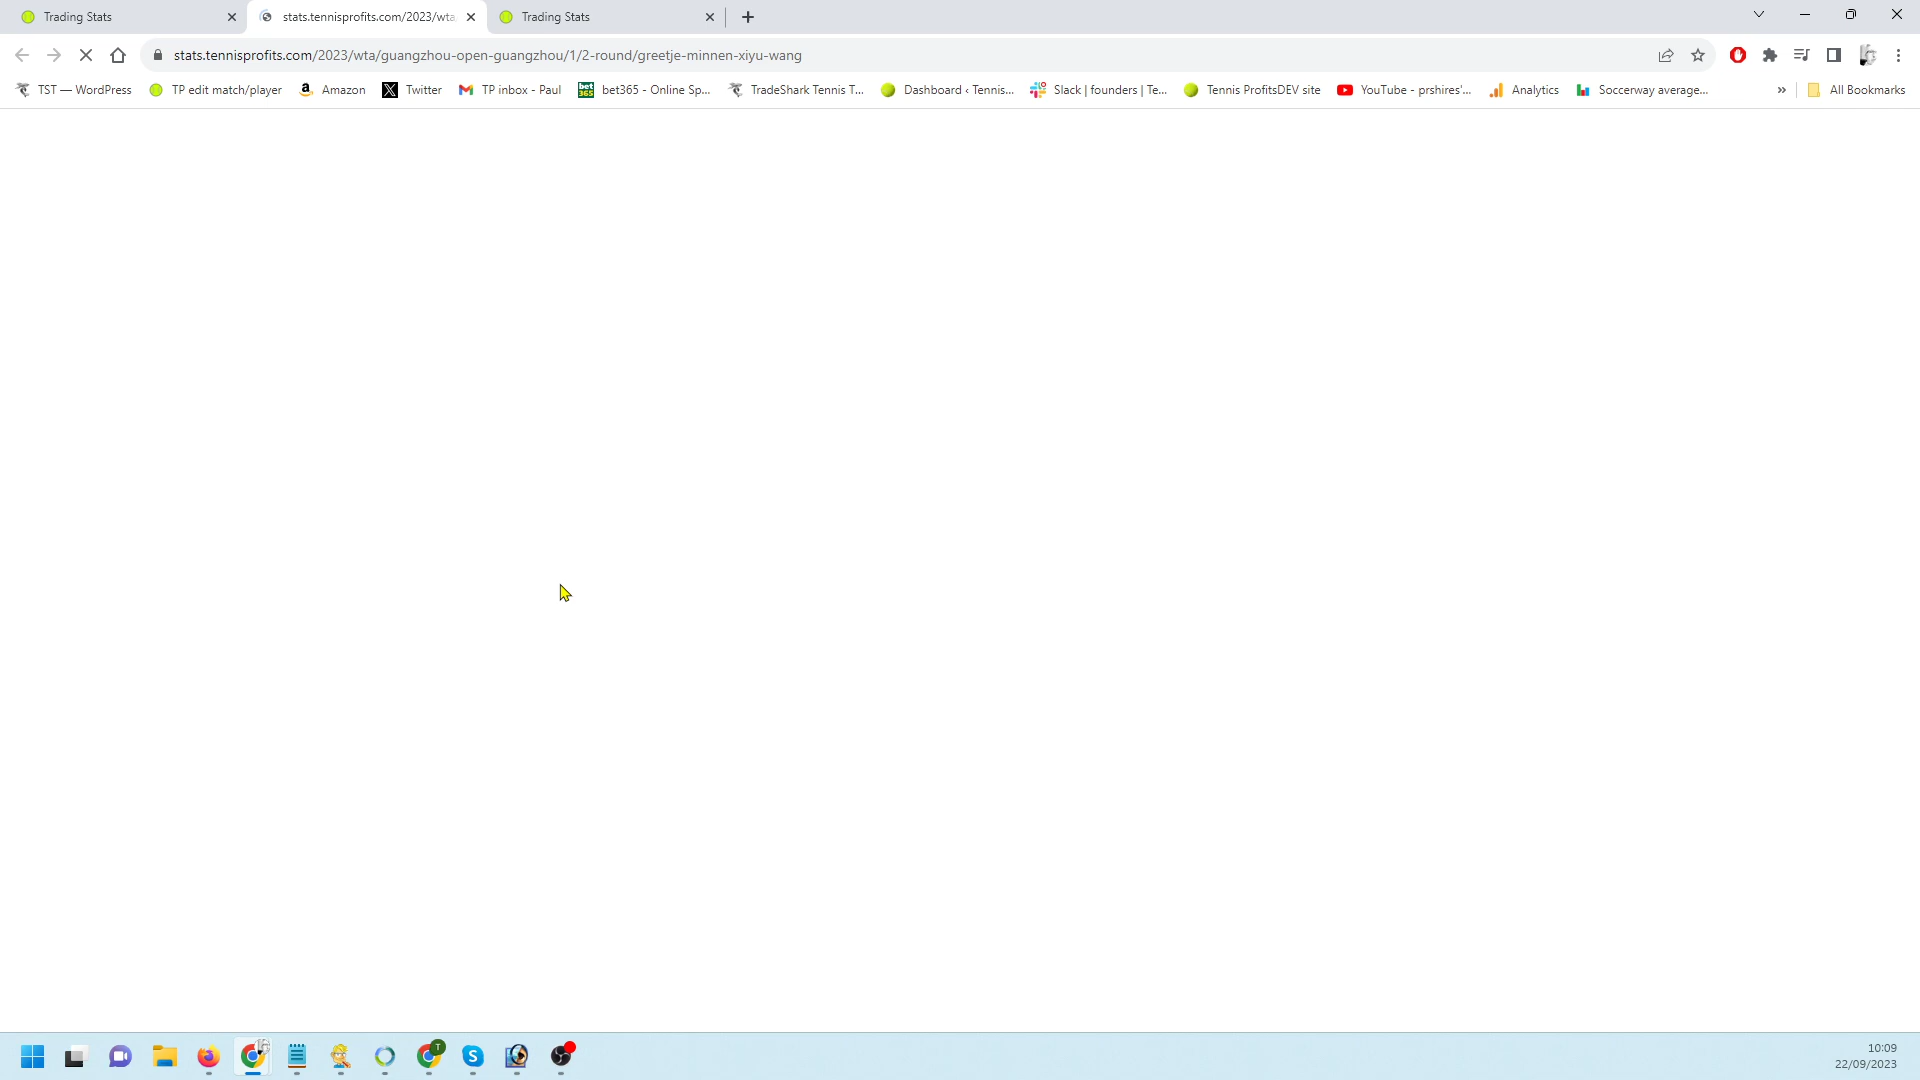 Trading Stats
stats.tennisprofits.com/2023/wta
Trading Stats
stats.tennisprofits.com/2023/wta/guangzhou-open-guangzhou/1/2-round/greetje-minnen-xiyu-wang
TST — WordPress
TP edit match/player
Amazon
Twitter
TP inbox - Paul
bet365 - Online Sp...
TradeShark Tennis T...
Dashboard ‹ Tennis...
Slack | founders | Te...
Tennis ProfitsDEV site
YouTube - prshires'...
Analytics
Soccerway average...
»
All Bookmarks
10:09
22/09/2023